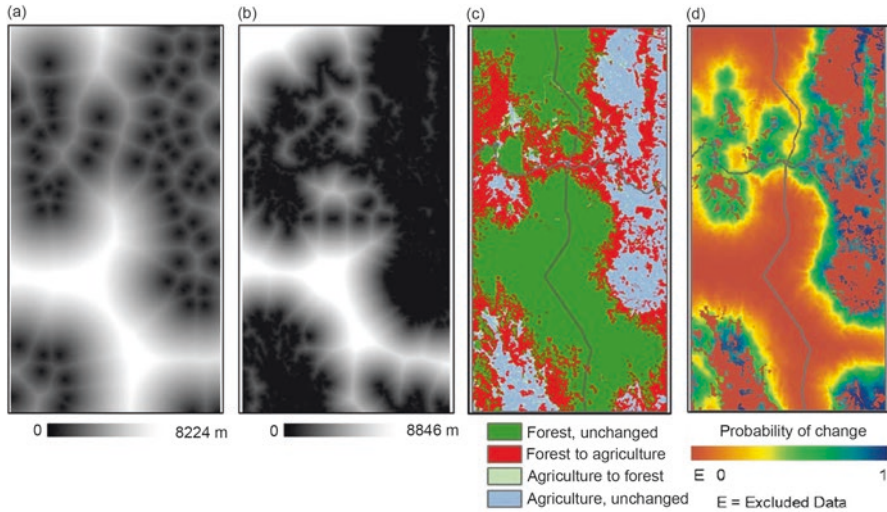 (a)
(b)
(c)
(d)
0 8224 m
0 8846 m
Forest, unchanged
Forest to agriculture
Agriculture to forest
Agriculture, unchanged
Probability of change
E 0 1
E = Excluded Data